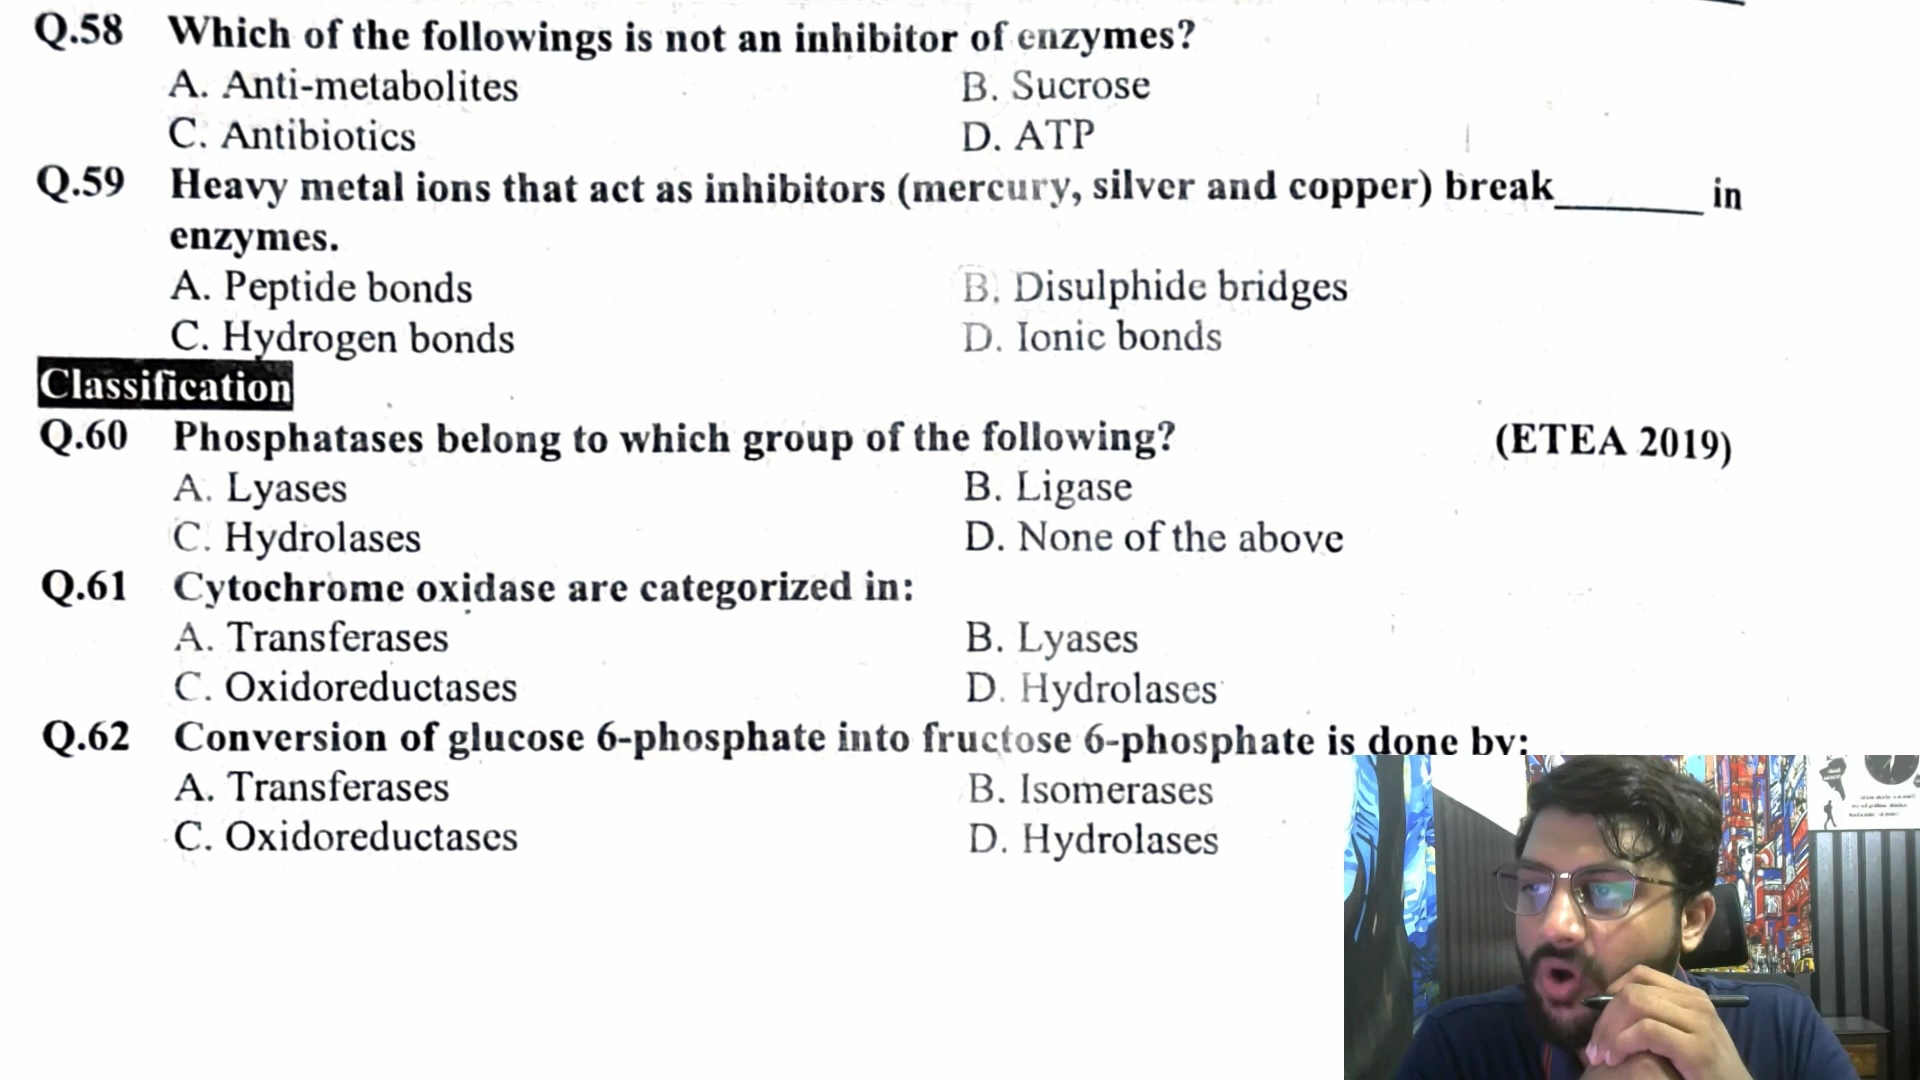 Q.58 Which of the followings is not an inhibitor of enzymes?
A. Anti-metabolites B. Sucrose
C. Antibiotics D. ATP
Q.59 Heavy metal ions that act as inhibitors (mercury, silver and copper) break_______ in
enzymes.
A. Peptide bonds B. Disulphide bridges
C. Hydrogen bonds D. Ionic bonds
Classification
Q.60 Phosphatases belong to which group of the following? (ETEA 2019)
A. Lyases B. Ligase
C. Hydrolases D. None of the above
Q.61 Cytochrome oxidase are categorized in:
A. Transferases B. Lyases
C. Oxidoreductases D. Hydrolases
Q.62 Conversion of glucose 6-phosphate into fructose 6-phosphate is done by:
A. Transferases B. Isomerases
C. Oxidoreductases D. Hydrolases